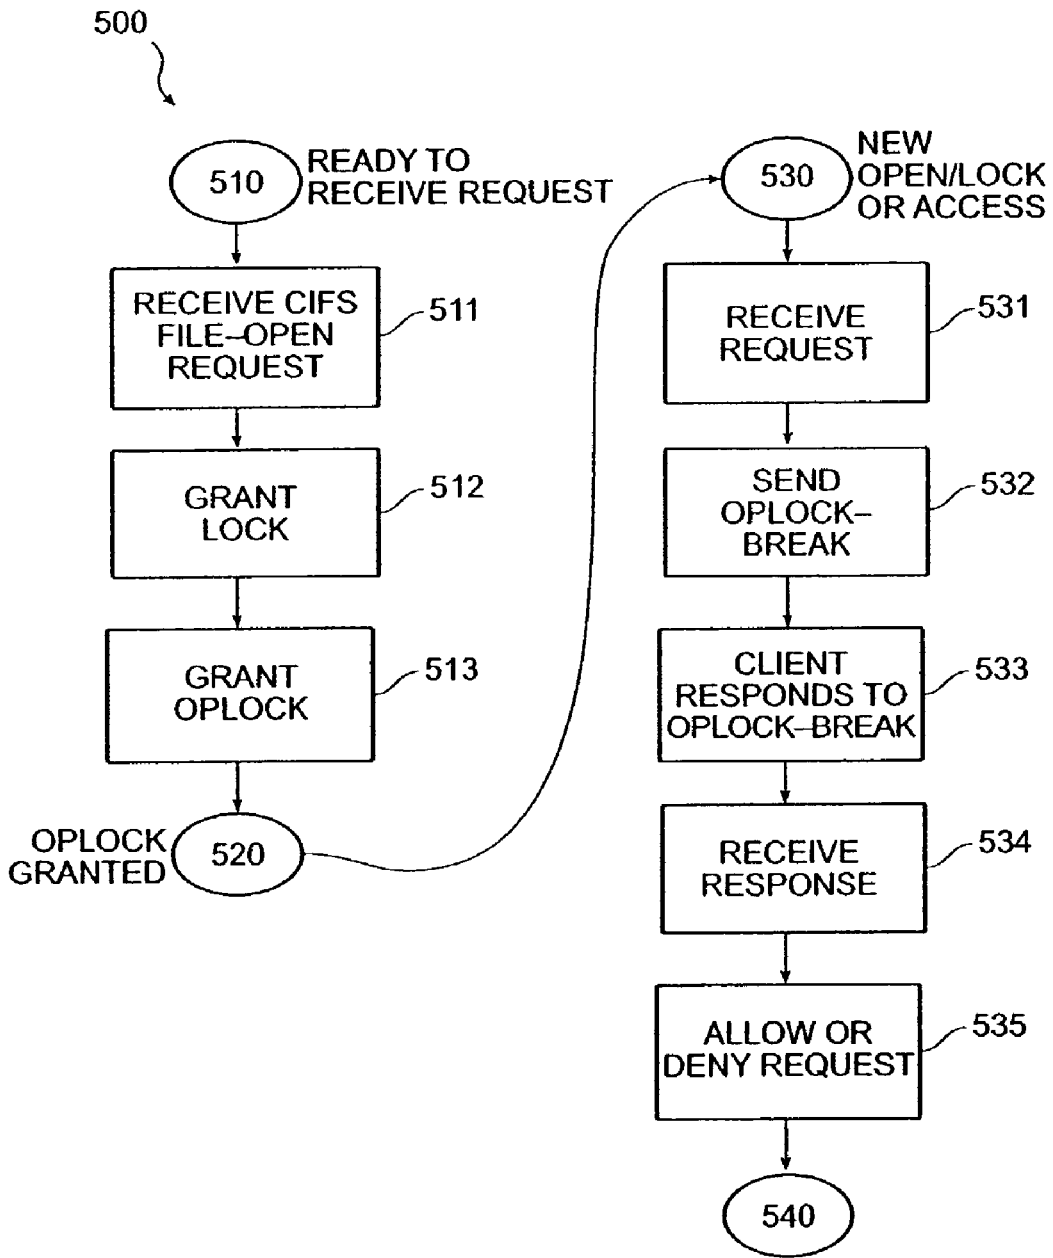 500
510
READY TO
RECEIVE REQUEST
RECEIVE CIFS
FILE–OPEN
REQUEST
511
GRANT
LOCK
512
GRANT
OPLOCK
513
OPLOCK
GRANTED
520
530
NEW
OPEN/LOCK
OR ACCESS
RECEIVE
REQUEST
531
SEND
OPLOCK–
BREAK
532
CLIENT
RESPONDS TO
OPLOCK–BREAK
533
RECEIVE
RESPONSE
534
ALLOW OR
DENY REQUEST
535
540